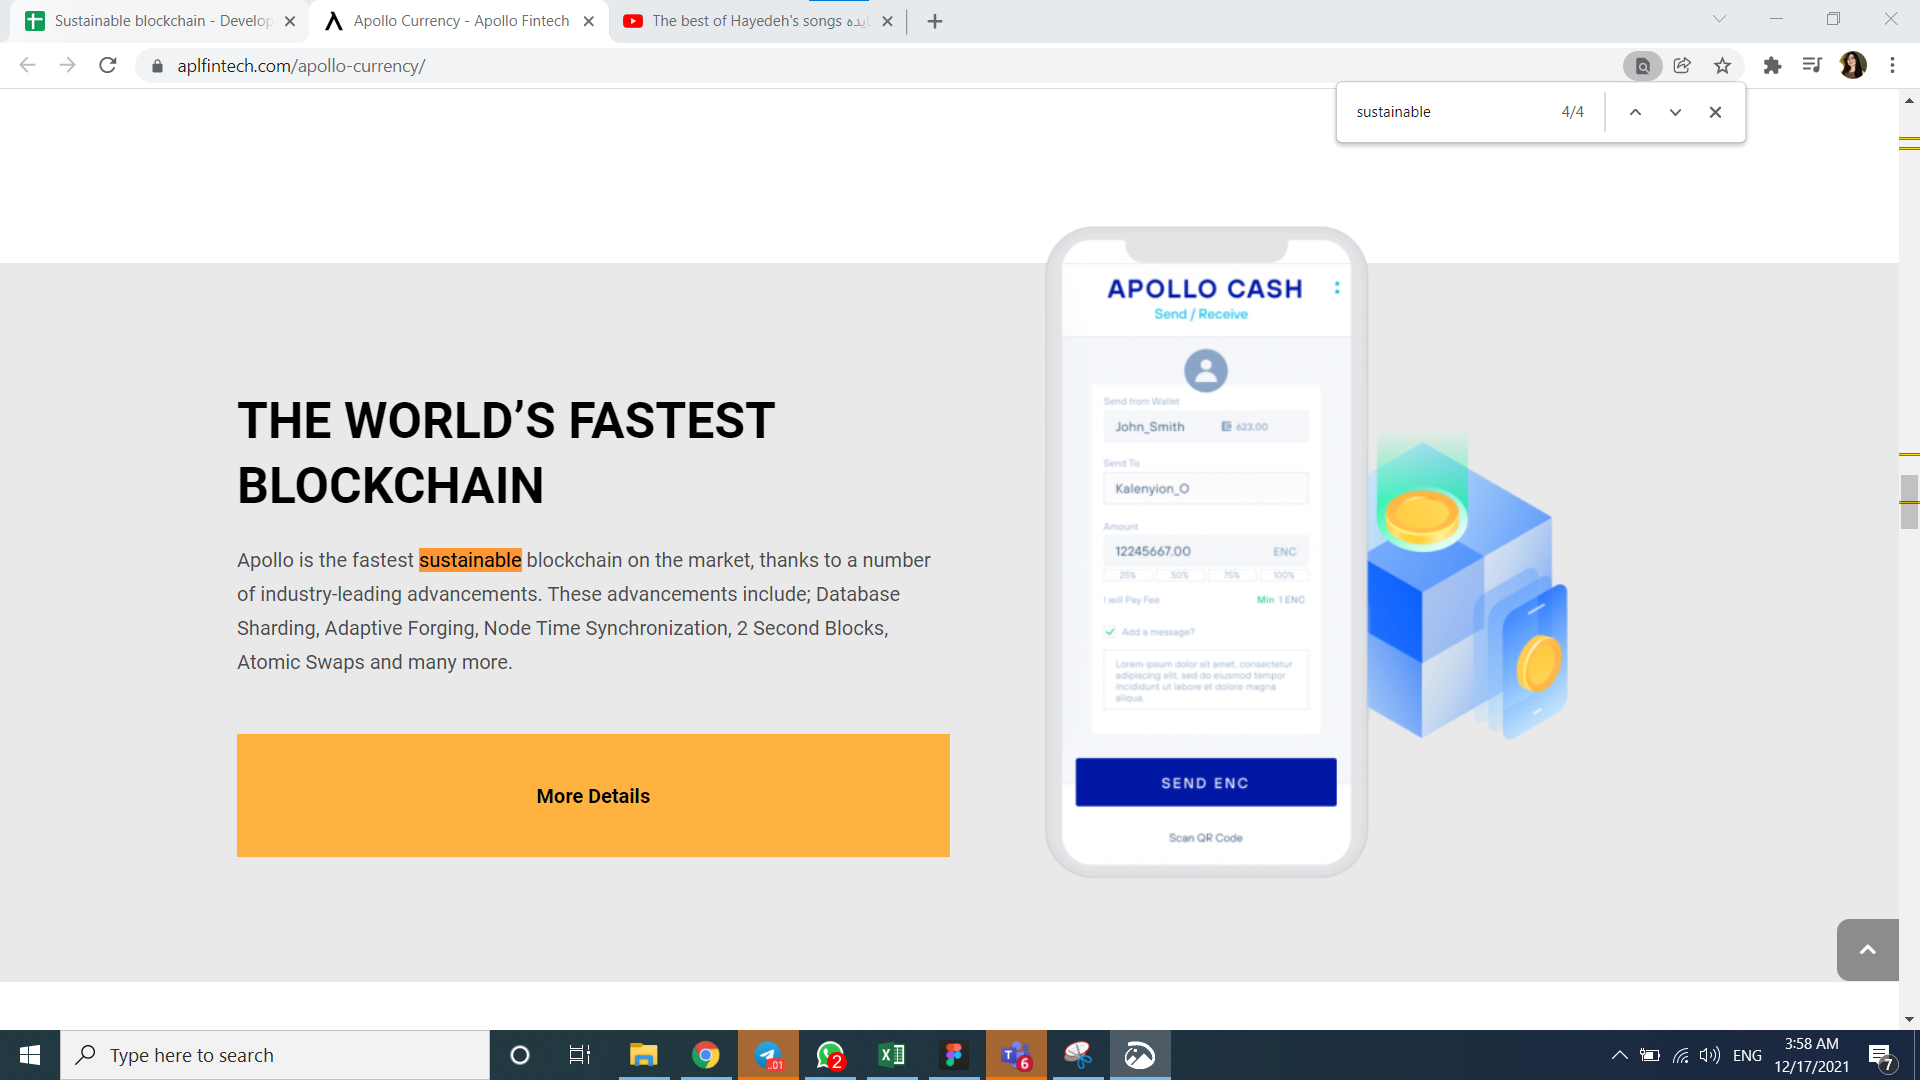 Sustainable blockchain - Develop
Apollo Currency - Apollo Fintech
The best of Hayedeh's songs
aplfintech.com/apollo-currency/
sustainable
4/4
APOLLO CASH
Send / Receive
Send from Wallet
John_Smith
623.00
Send To
Kalenyion_O
Amount
12245667.00 ENC
25% 50% 75% 100%
I will Pay Fee Min 1 ENC
Add a message?
Lorem ipsum dolor sit amet, consectetur
adipiscing elit, sed do eiusmod tempor
incididunt ut labore et dolore magna
aliqua.
SEND ENC
Scan QR Code
THE WORLD’S FASTEST
BLOCKCHAIN
Apollo is the fastest sustainable blockchain on the market, thanks to a number
of industry-leading advancements. These advancements include; Database
Sharding, Adaptive Forging, Node Time Synchronization, 2 Second Blocks,
Atomic Swaps and many more.
More Details
Type here to search
..01
2
6
ENG
3:58 AM
12/17/2021
7